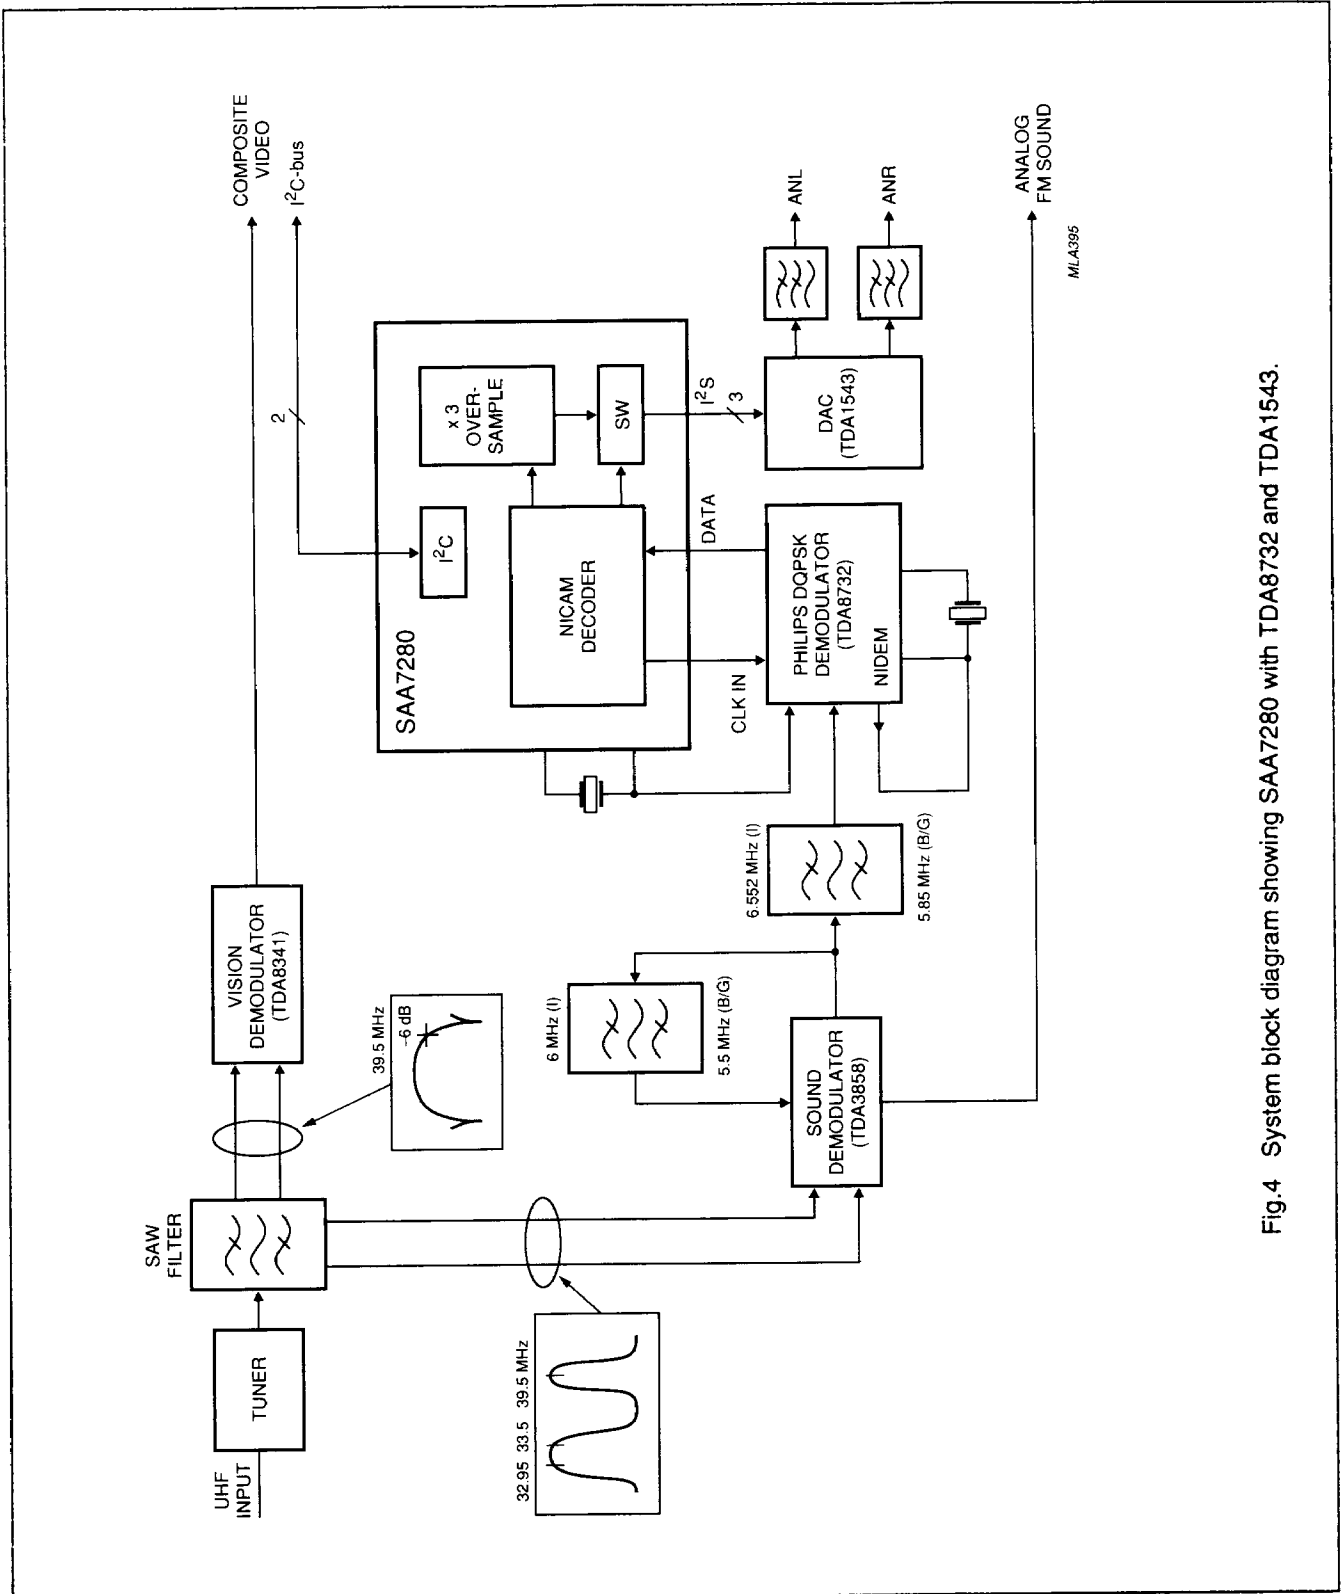 UHF
INPUT
TUNER
SAW
FILTER
VISION
DEMODULATOR
(TDA8341)
COMPOSITE
VIDEO
I²C-bus
2
39.5 MHz
–6 dB
32.95 33.5 39.5 MHz
SAA7280
I²C
x 3
OVER-
SAMPLE
NICAM
DECODER
SW
I²S
3
DATA
CLK IN
6 MHz (I)
5.5 MHz (B/G)
6.552 MHz (I)
5.85 MHz (B/G)
PHILIPS DQPSK
DEMODULATOR
(TDA8732)
NIDEM
DAC
(TDA1543)
ANL
ANR
SOUND
DEMODULATOR
(TDA3858)
ANALOG
FM SOUND
MLA395
Fig.4 System block diagram showing SAA7280 with TDA8732 and TDA1543.